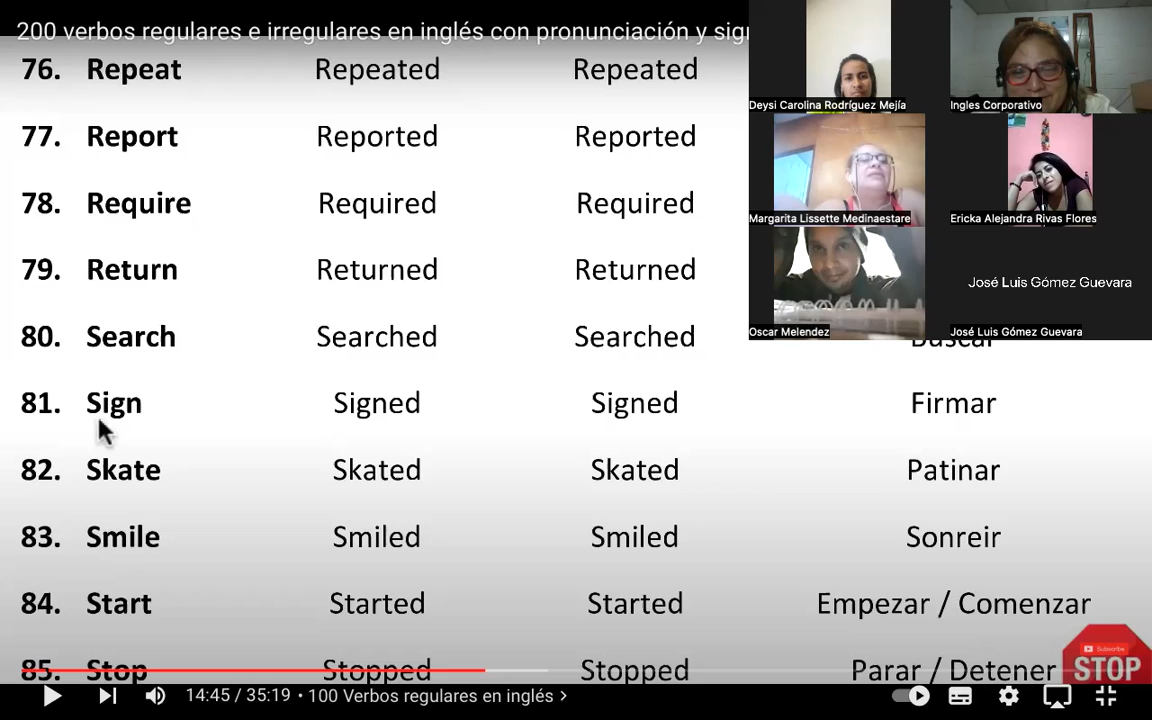 200 verbos regulares e irregulares en inglés con pronunciación y sig
76. Repeat Repeated Repeated
77. Report Reported Reported
78. Require Required Required
79. Return Returned Returned
80. Search Searched Searched Buscar
81. Sign Signed Signed Firmar
82. Skate Skated Skated Patinar
83. Smile Smiled Smiled Sonreir
84. Start Started Started Empezar / Comenzar
85. Stop Stopped Stopped Parar / Detener
Deysi Carolina Rodríguez Mejía
Ingles Corporativo
Margarita Lissette Medinaestare
Ericka Alejandra Rivas Flores
José Luis Gómez Guevara
Oscar Melendez
José Luis Gómez Guevara
Subscribe
STOP
14:45 / 35:19 • 100 Verbos regulares en inglés >